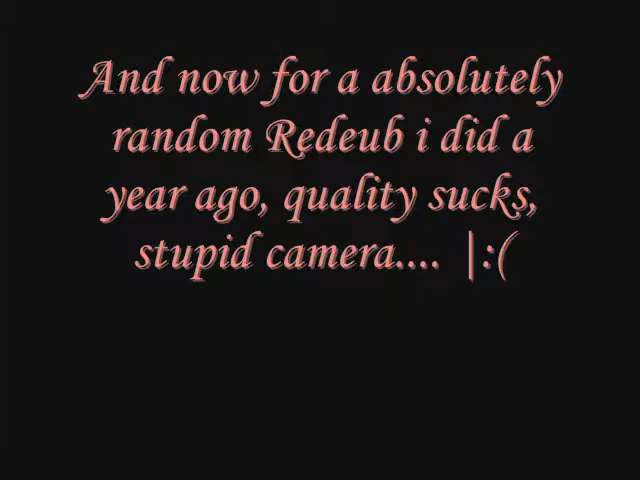 And now for a absolutely
random Redeub i did a
year ago, quality sucks,
stupid camera.... |:(